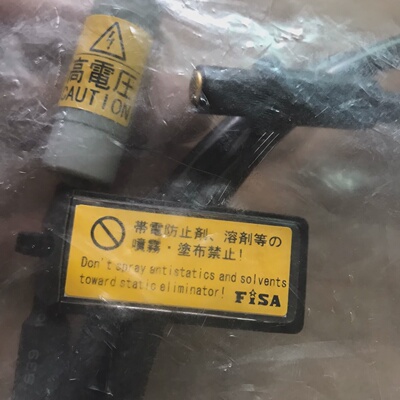 高電圧
CAUTION
帯電防止剤、溶剤等の
噴霧・塗布禁止!
Don't spray antistatics and solvents
toward static eliminator! FiSA